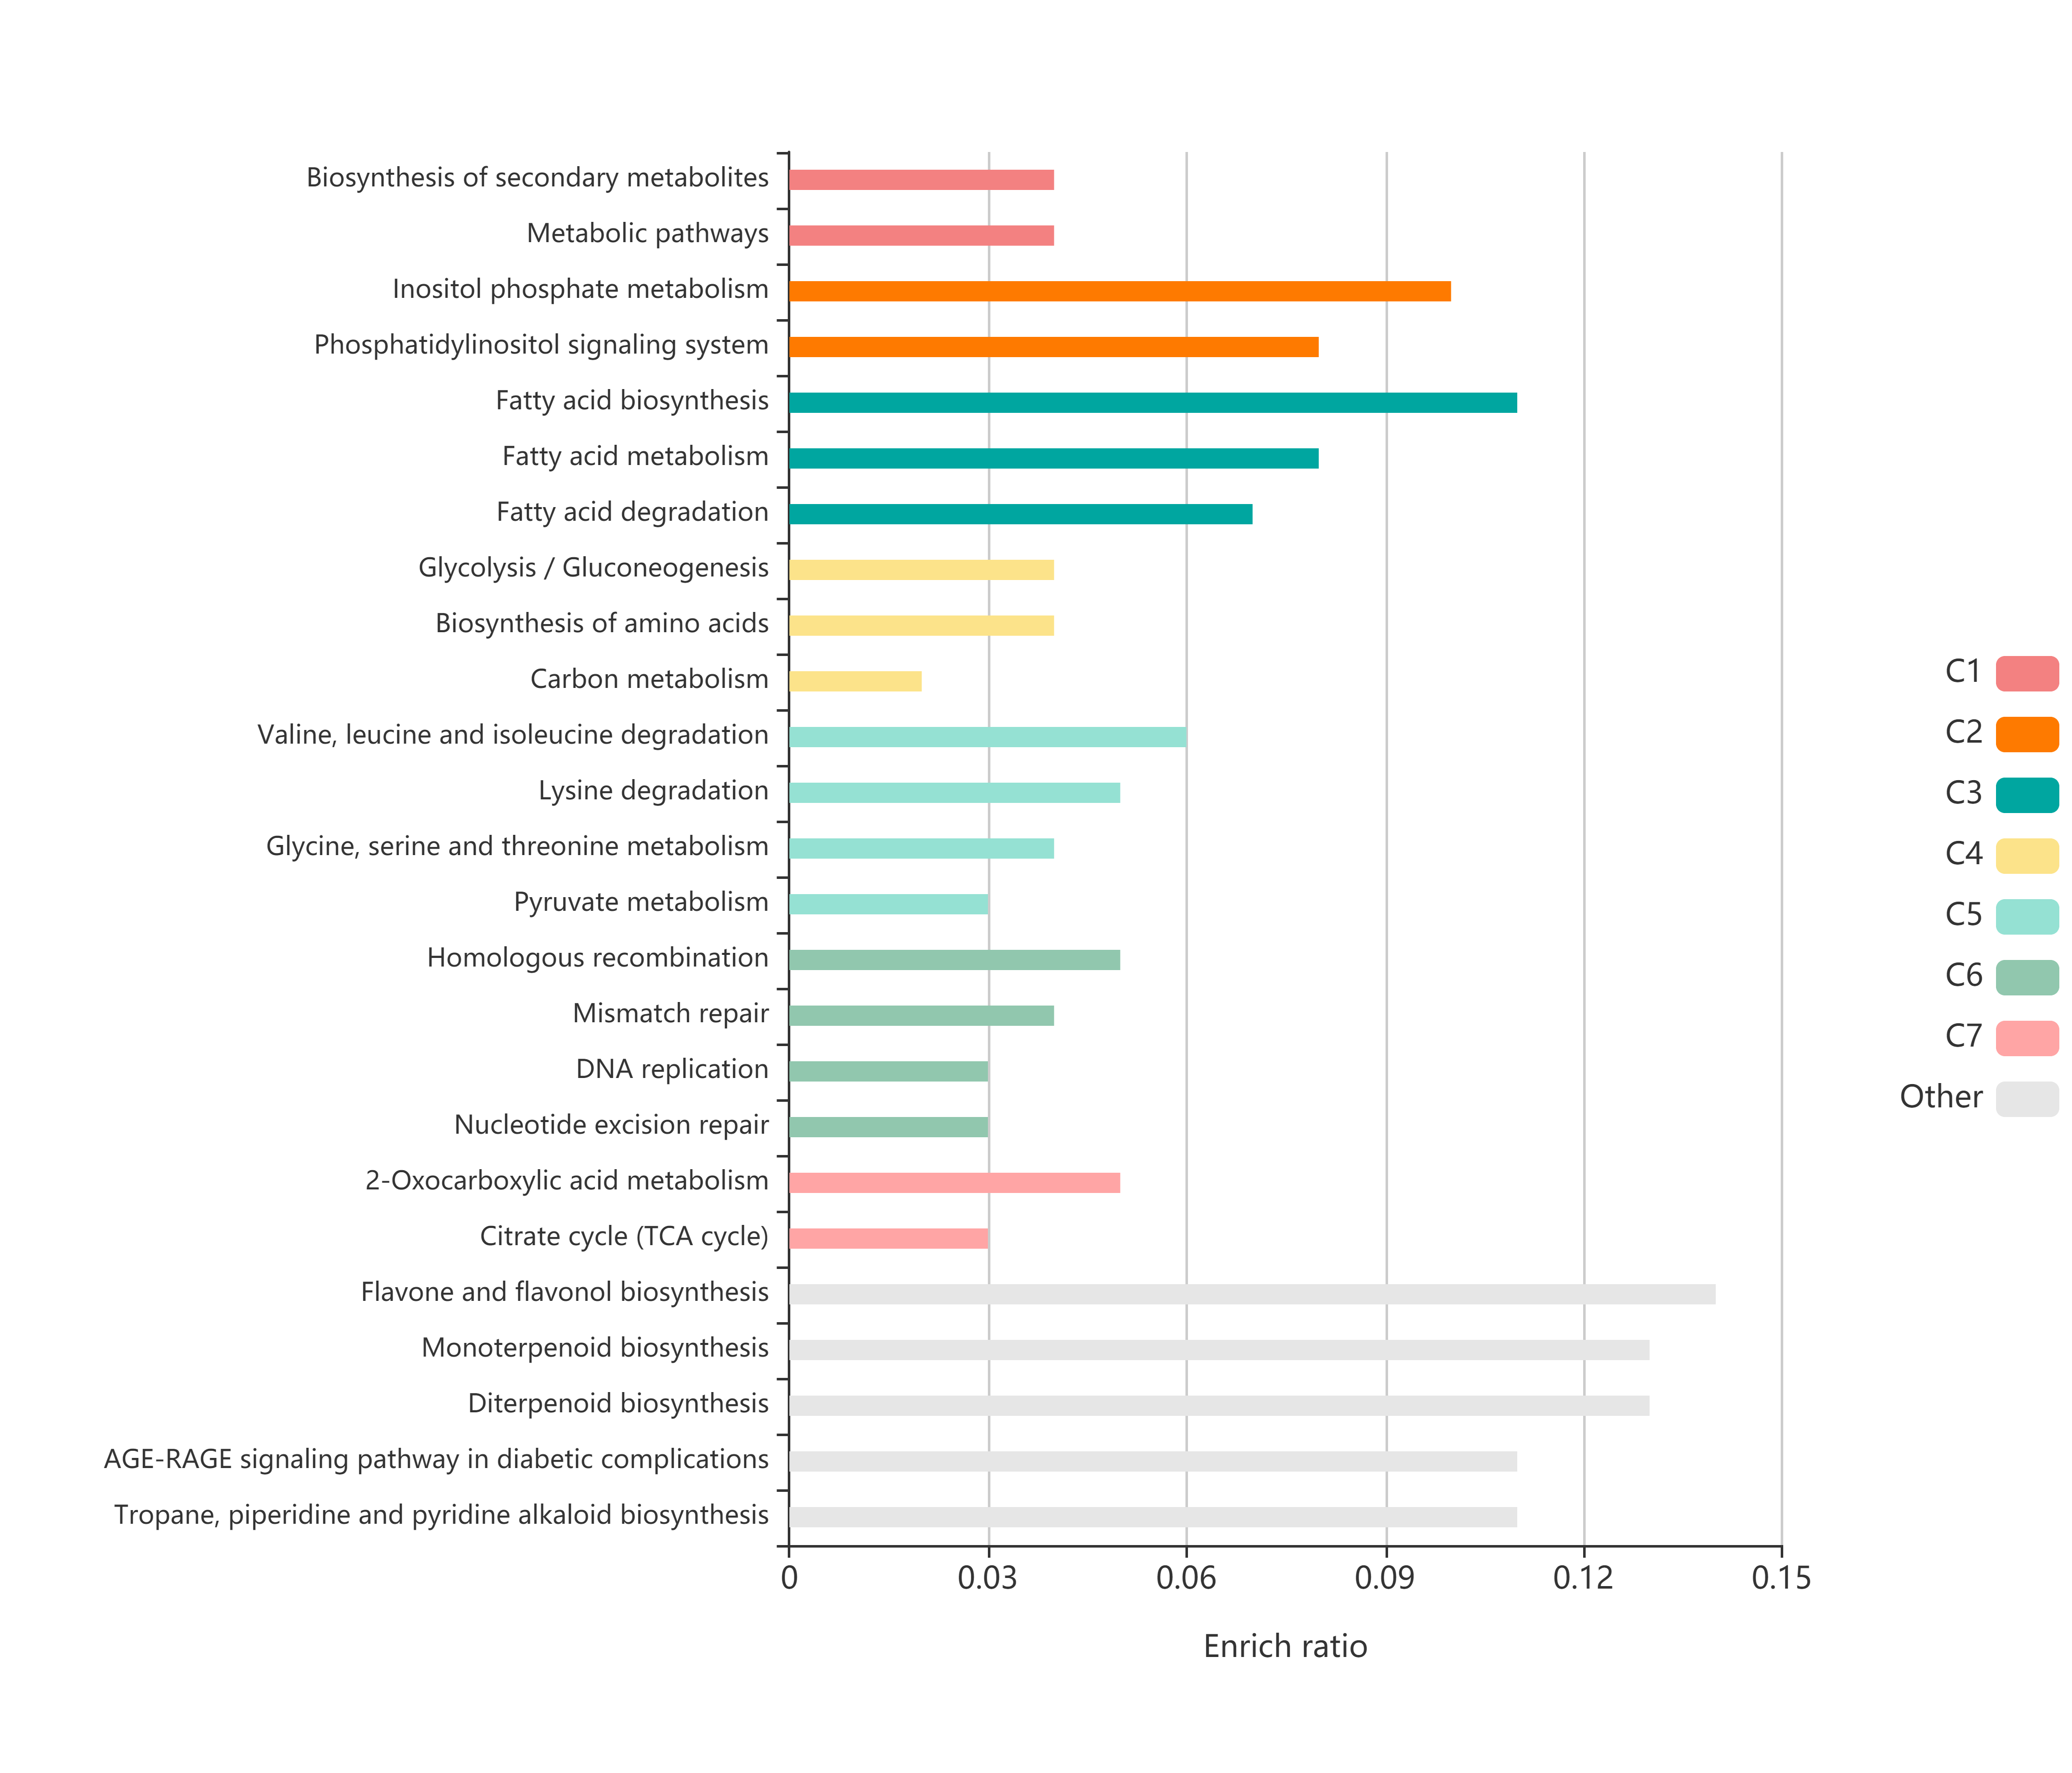 Biosynthesis of secondary metabolites
Metabolic pathways
Inositol phosphate metabolism
Phosphatidylinositol signaling system
Fatty acid biosynthesis
Fatty acid metabolism
Fatty acid degradation
Glycolysis / Gluconeogenesis
Biosynthesis of amino acids
Carbon metabolism
Valine, leucine and isoleucine degradation
Lysine degradation
Glycine, serine and threonine metabolism
Pyruvate metabolism
Homologous recombination
Mismatch repair
DNA replication
Nucleotide excision repair
2-Oxocarboxylic acid metabolism
Citrate cycle (TCA cycle)
Flavone and flavonol biosynthesis
Monoterpenoid biosynthesis
Diterpenoid biosynthesis
AGE-RAGE signaling pathway in diabetic complications
Tropane, piperidine and pyridine alkaloid biosynthesis
0 0.03 0.06 0.09 0.12 0.15
Enrich ratio
C1
C2
C3
C4
C5
C6
C7
Other